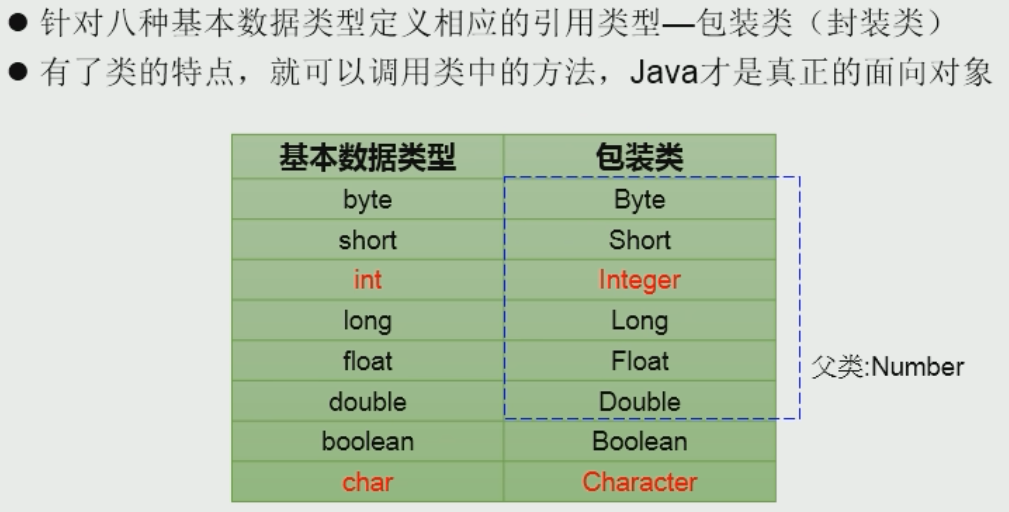 ● 针对八种基本数据类型定义相应的引用类型—包装类（封装类）
● 有了类的特点，就可以调用类中的方法，Java才是真正的面向对象
基本数据类型 包装类
byte Byte
short Short
int Integer
long Long
float Float
父类:Number
double Double
boolean Boolean
char Character